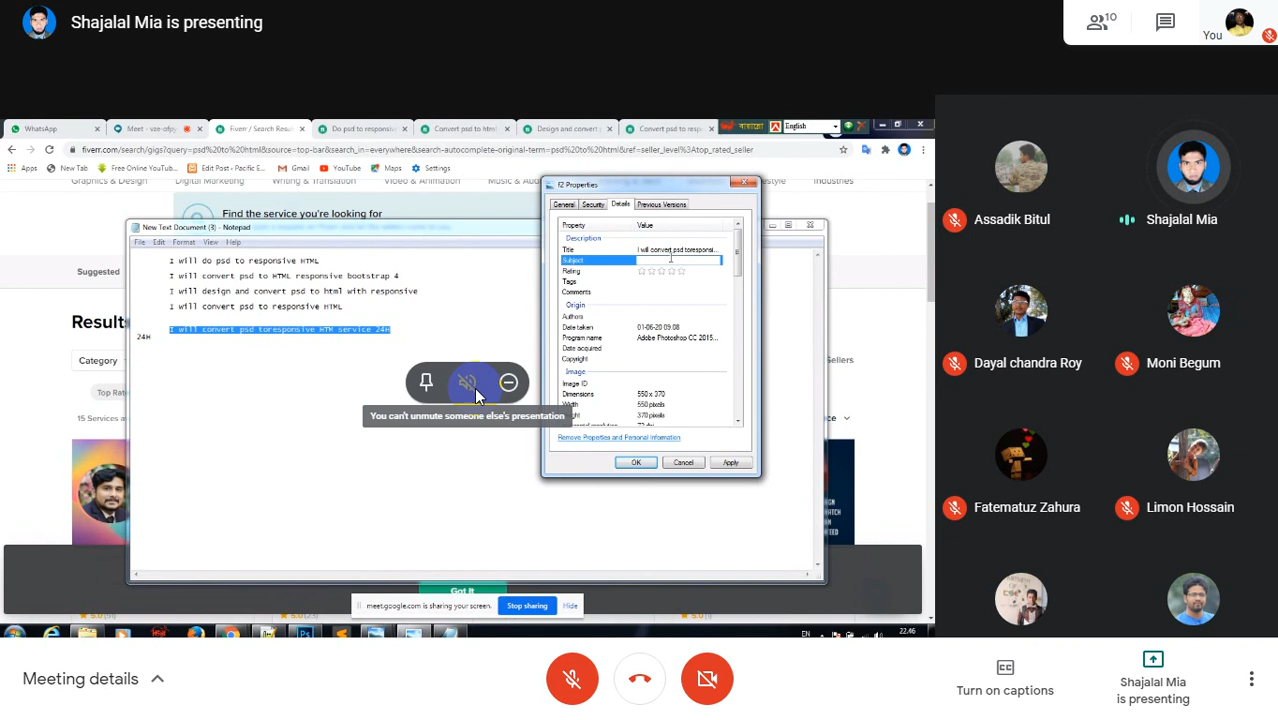 Shajalal Mia is presenting
10
You
WhatsApp
Meet - vze-afpy
Fiverr / Search Resu
Do psd to responsiv
Convert psd to html
Design and convert p
Convert psd to resp
English
fiverr.com/search/gigs?query=psd%20to%20html&source=top-bar&search_in=everywhere&search-autocomplete-original-term=psd%20to%20html&ref=seller_level%3Atop_rated_seller
Apps
New Tab
Free Online YouTub...
Edit Post ‹ Pacific E...
Gmail
YouTube
Maps
Settings
Graphics & Design
Digital Marketing
Writing & Translation
Video & Animation
Find the service you're looking for
New Text Document (3) - Notepad
File Edit Format View Help
I will do psd to responsive HTML
I will convert psd to HTML responsive bootstrap 4
I will design and convert psd to html with responsive
I will convert psd to responsive HTML
I will convert psd toresponsive HTM service 24H
24H
Suggested
Result
Category
Top Rat
15 Services a
ellers
You can't unmute someone else's presentation
f2 Properties
General Security Details Previous Versions
Property Value
Description
Title I will convert psd toresponsi...
Subject
Rating
Tags
Comments
Origin
Authors
Date taken 01-06-20 09.08
Program name Adobe Photoshop CC 2015...
Date acquired
Copyright
Image
Image ID
Dimensions 550 x 370
Width 550 pixels
370 pixels
Remove Properties and Personal Information
OK Cancel Apply
Got It
meet.google.com is sharing your screen.
Stop sharing
Hide
EN
22.46
Assadik Bitul
Shajalal Mia
Dayal chandra Roy
Moni Begum
Fatematuz Zahura
Limon Hossain
Meeting details
CC
Turn on captions
Shajalal Mia
is presenting